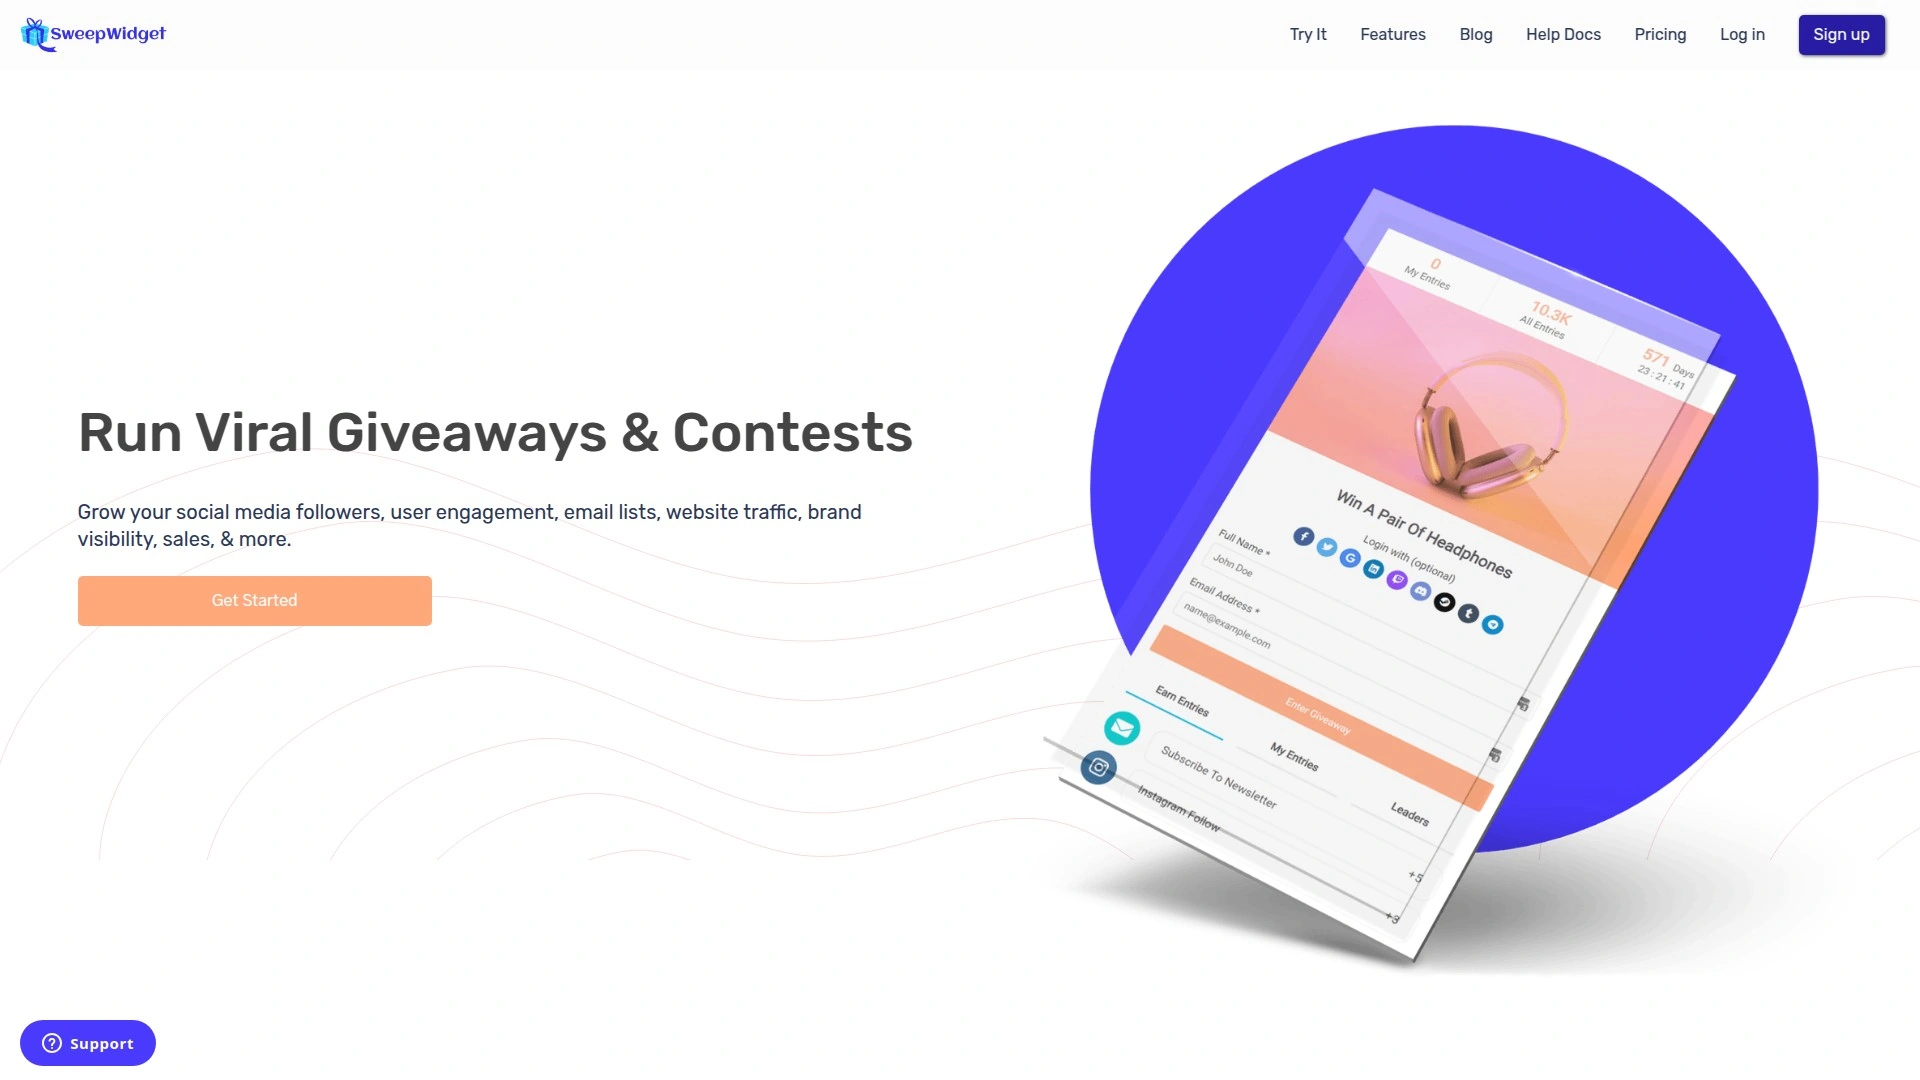 SweepWidget
Try It
Features
Blog
Help Docs
Pricing
Log in
Sign up
Run Viral Giveaways & Contests
Grow your social media followers, user engagement, email lists, website traffic, brand
visibility, sales, & more.
Get Started
0
My Entries
10.3K
All Entries
571 Days
23 : 21 : 41
Win A Pair Of Headphones
Login with (optional)
Full Name *
John Doe
Email Address *
name@example.com
Enter Giveaway
Earn Entries
My Entries
Leaders
Subscribe To Newsletter
+5
Instagram Follow
+3
Support